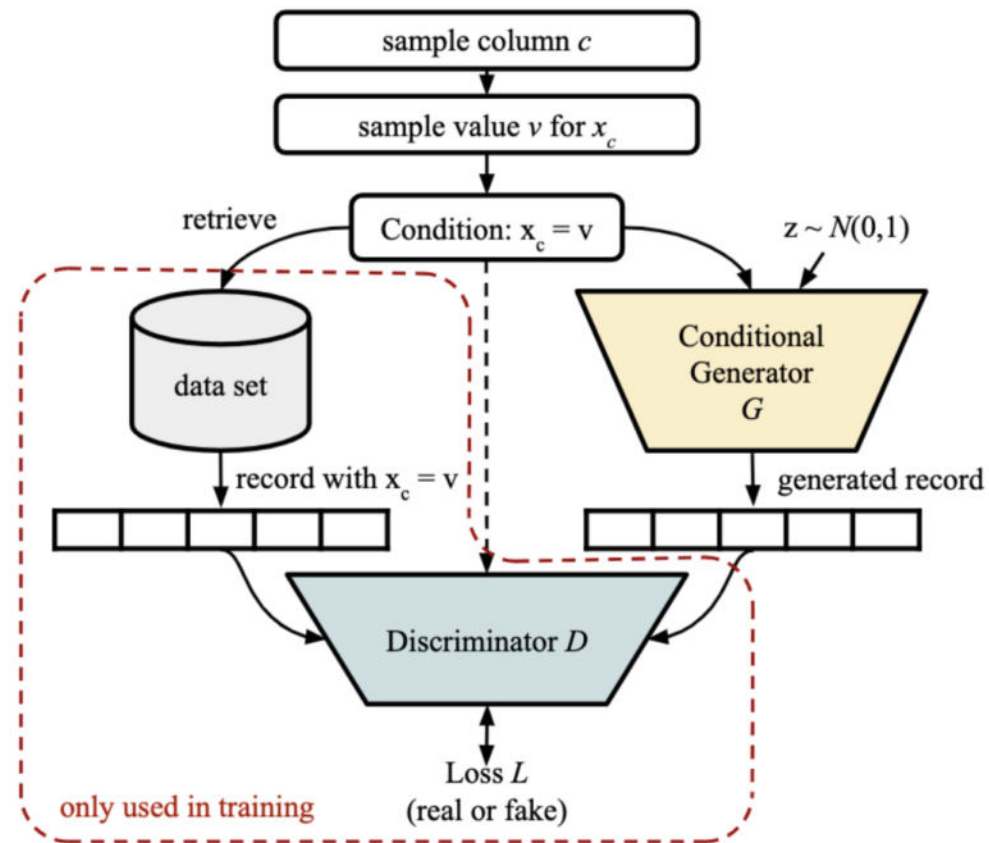 sample column c
sample value v for x_c
retrieve
Condition: x_c = v
z ~ N(0,1)
data set
Conditional
Generator
G
record with x_c = v
generated record
Discriminator D
Loss L
(real or fake)
only used in training